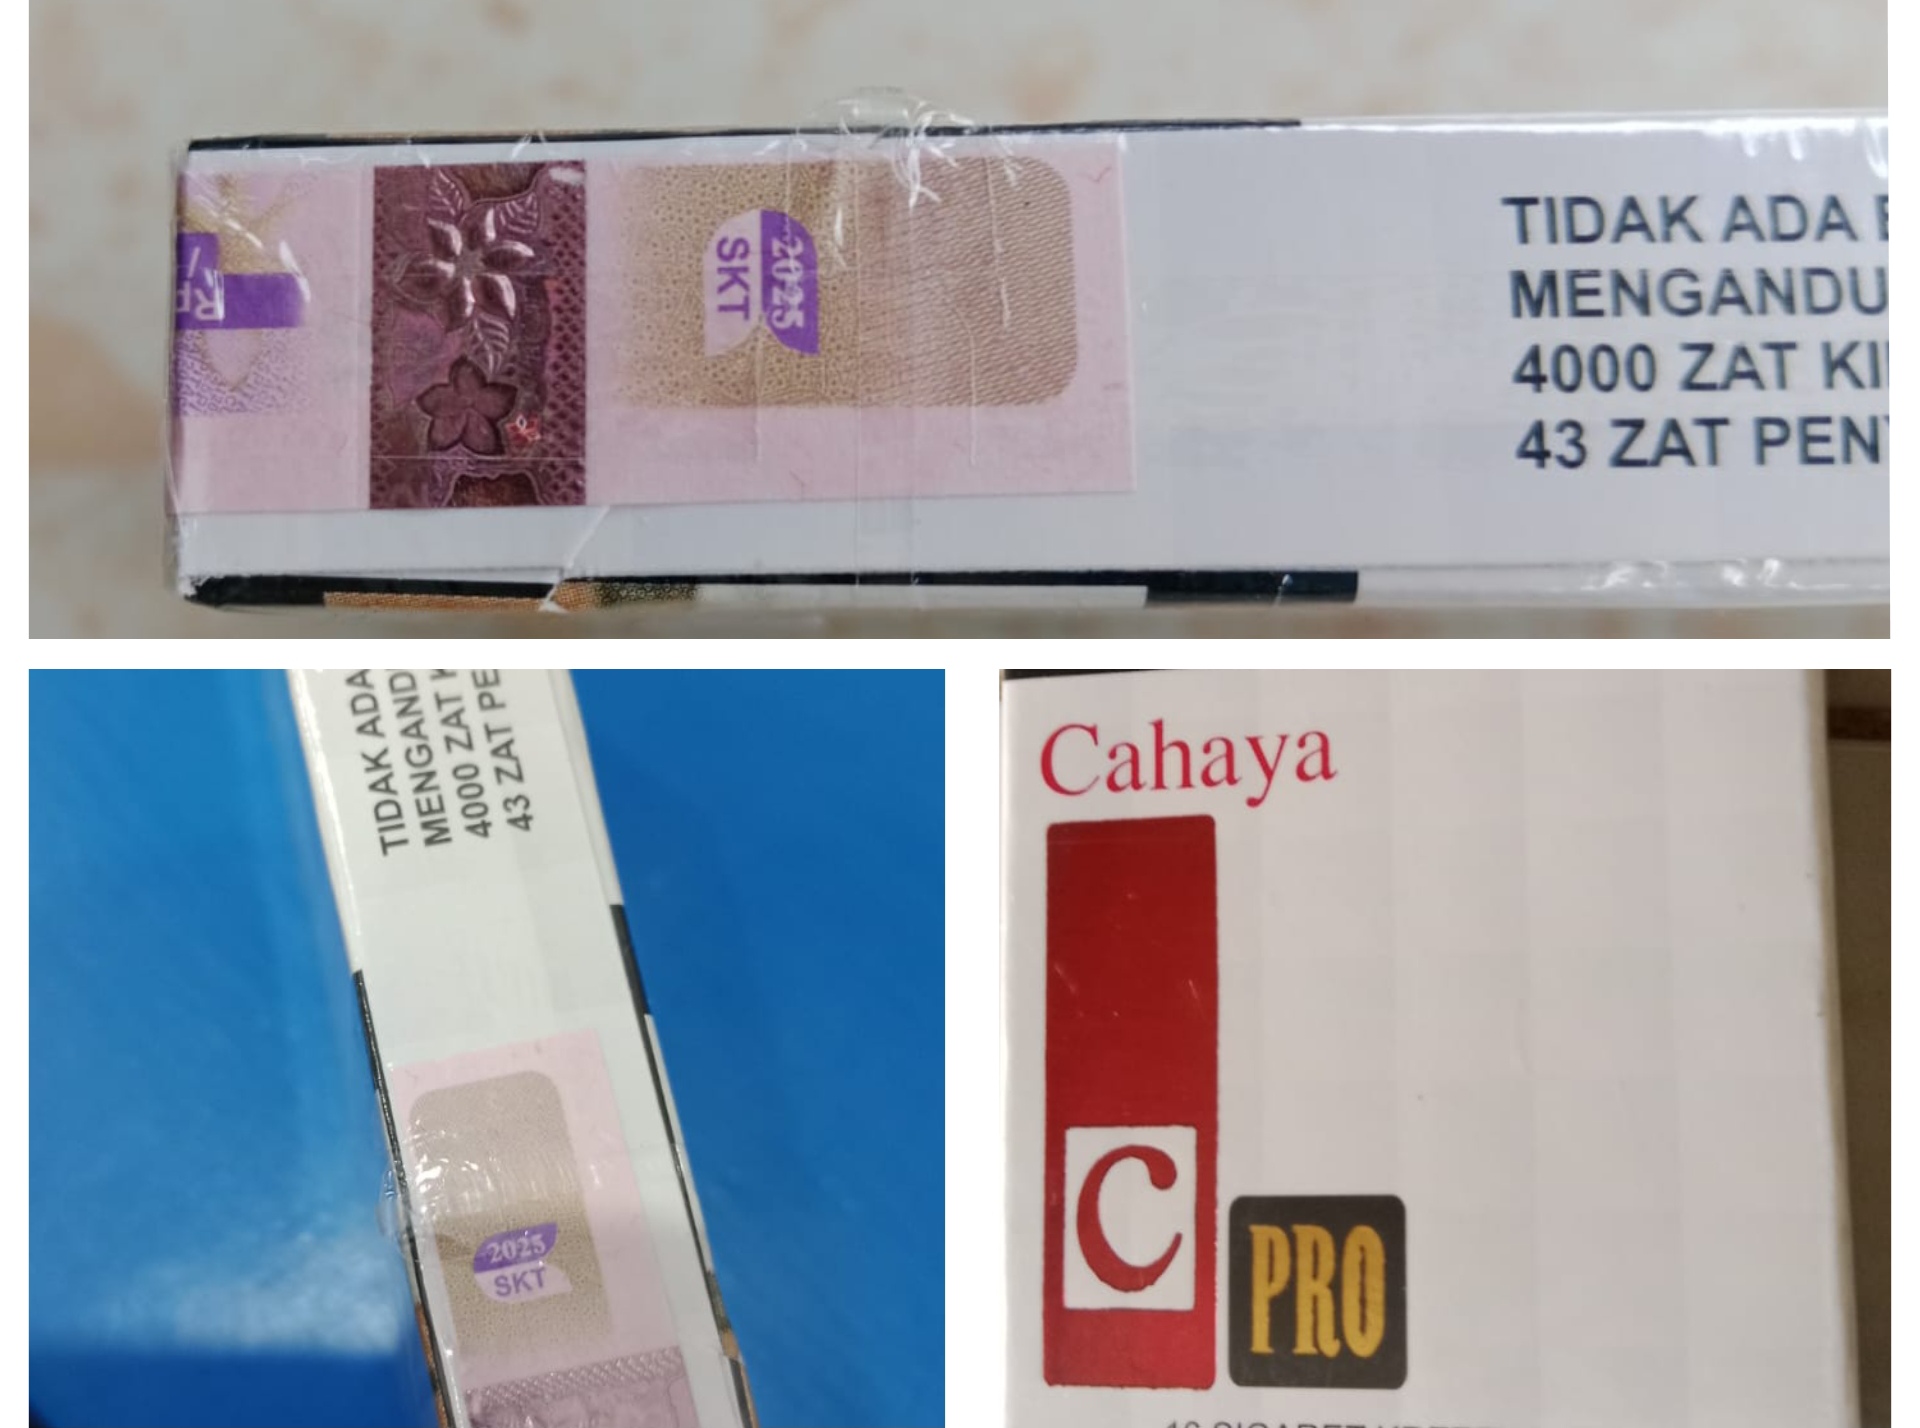 Rp
2025
SKT
TIDAK ADA
MENGANDU
4000 ZAT KI
43 ZAT PEN
TIDAK ADA
MENGAND
4000 ZAT K
43 ZAT PE
2025
SKT
Cahaya
C
PRO